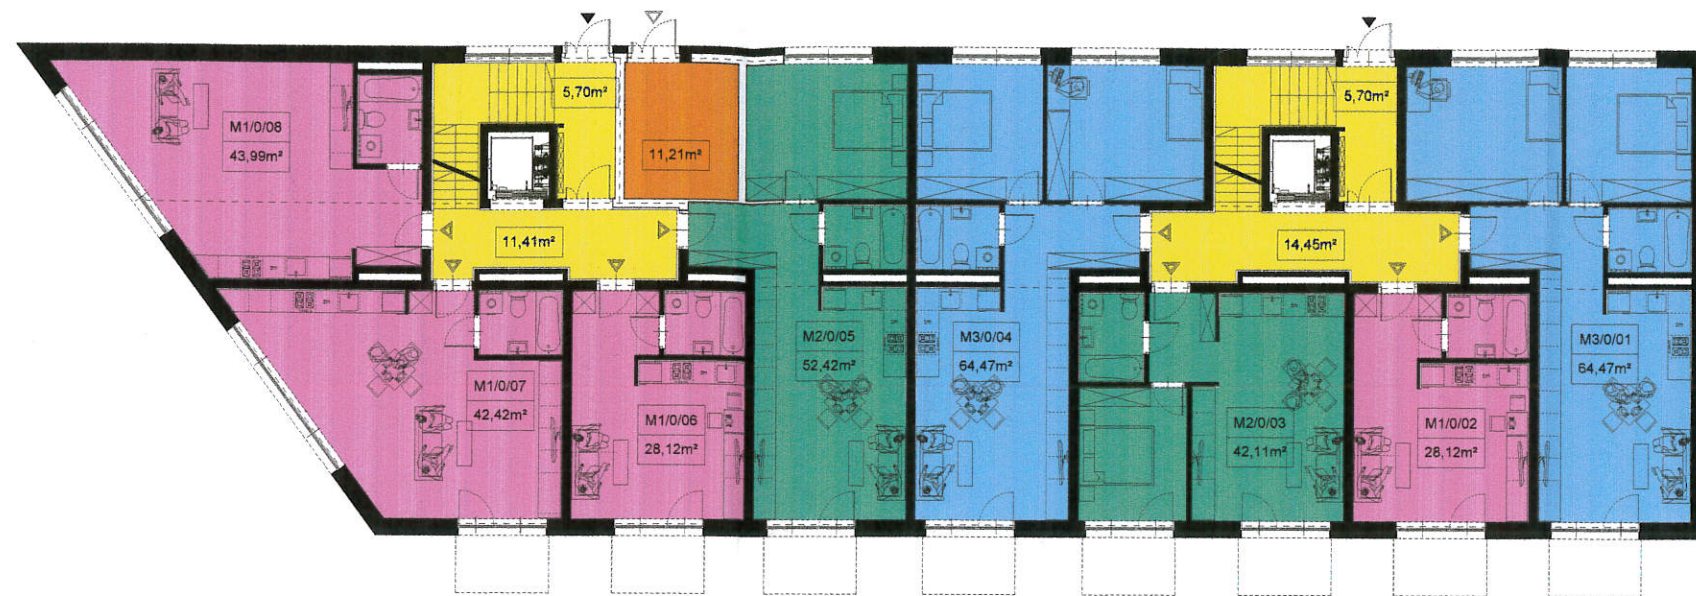 5,70m²
5,70m²
M1/0/08
43,99m²
11,21m²
11,41m²
14,45m²
M2/0/05
52,42m²
M3/0/04
64,47m²
M3/0/01
64,47m²
M1/0/07
42,42m²
M1/0/06
28,12m²
M2/0/03
42,11m²
M1/0/02
28,12m²